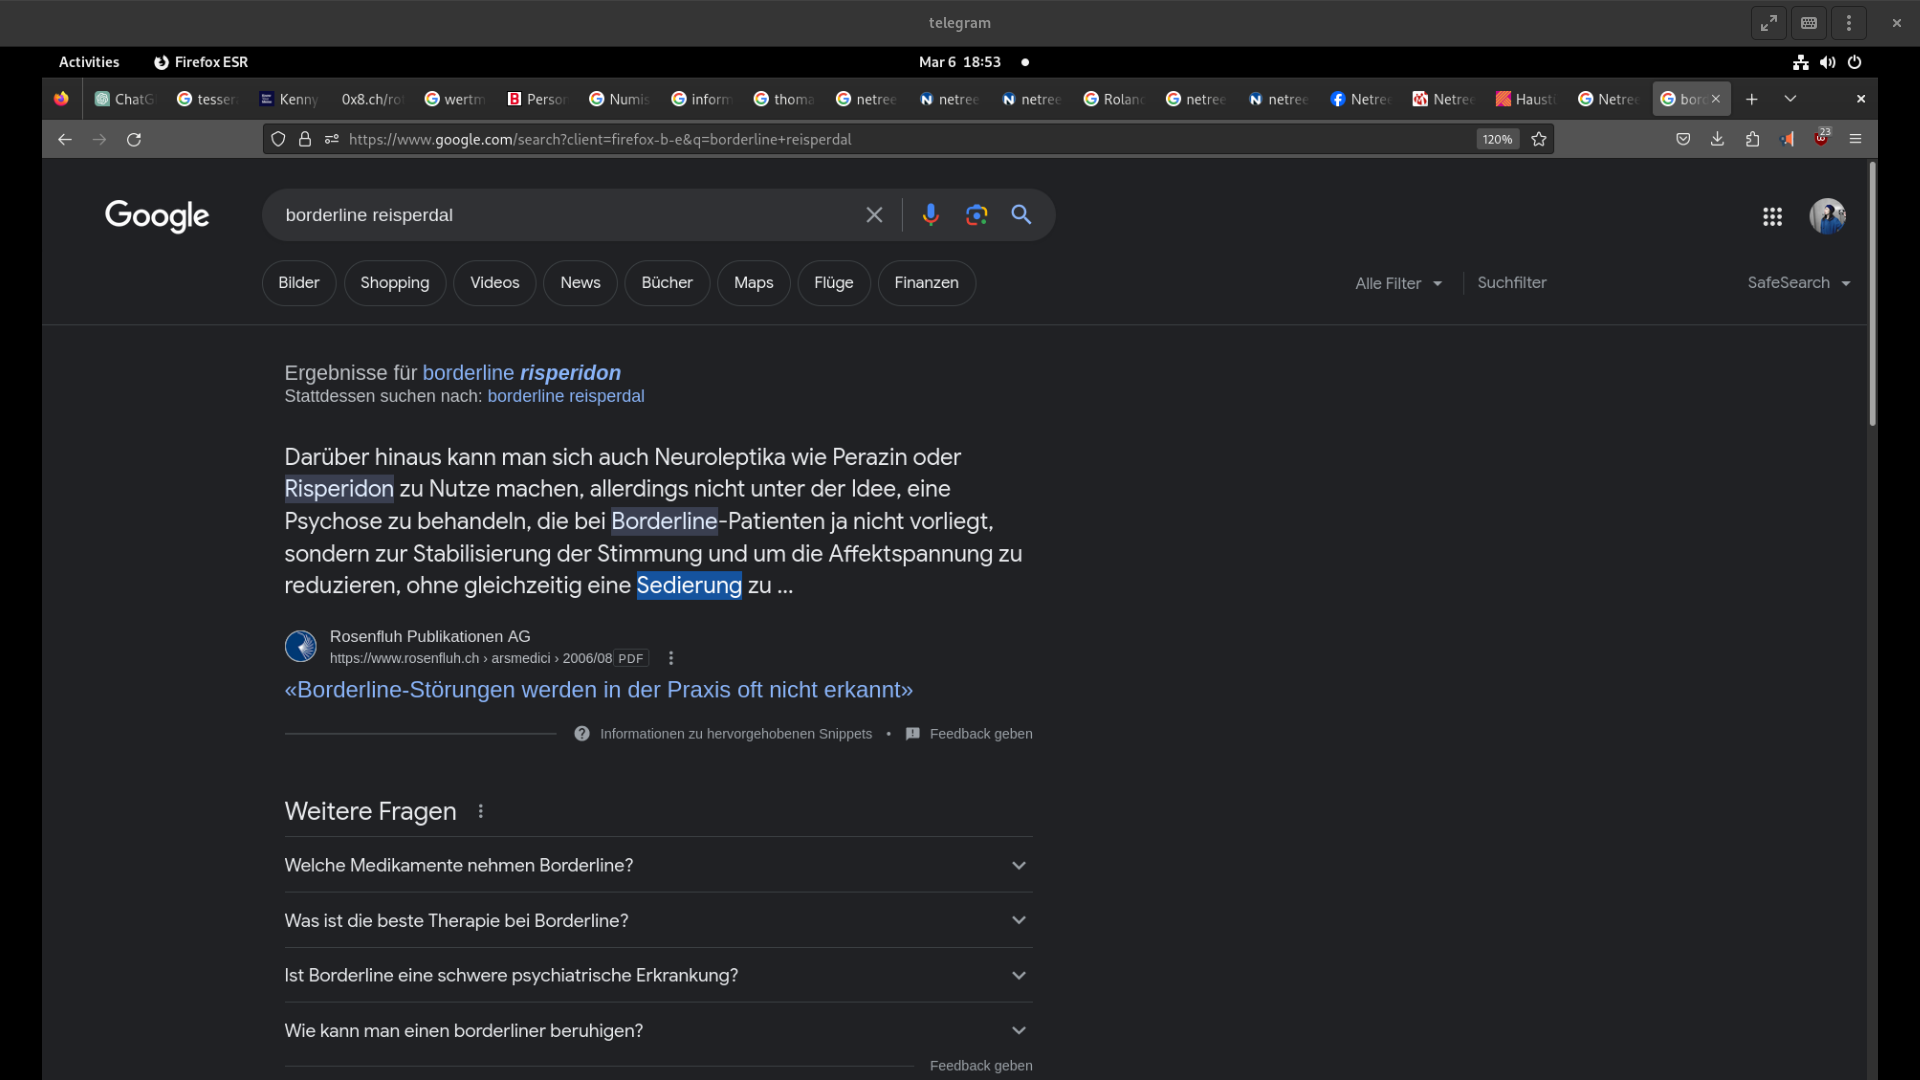 telegram
Activities
Firefox ESR
Mar 6 18:53
ChatG
tesser
Kenny
0x8.ch/ro
wertm
Person
Numis
inform
thoma
netree
netree
netree
Roland
netree
netree
Netree
Netree
Haust
Netree
bor
https://www.google.com/search?client=firefox-b-e&q=borderline+reisperdal
120%
23
Google
borderline reisperdal
Bilder
Shopping
Videos
News
Bücher
Maps
Flüge
Finanzen
Alle Filter
Suchfilter
SafeSearch
Ergebnisse für borderline risperidon
Stattdessen suchen nach: borderline reisperdal
Darüber hinaus kann man sich auch Neuroleptika wie Perazin oder
Risperidon zu Nutze machen, allerdings nicht unter der Idee, eine
Psychose zu behandeln, die bei Borderline-Patienten ja nicht vorliegt,
sondern zur Stabilisierung der Stimmung und um die Affektspannung zu
reduzieren, ohne gleichzeitig eine Sedierung zu ...
Rosenfluh Publikationen AG
https://www.rosenfluh.ch › arsmedici › 2006/08 PDF
«Borderline-Störungen werden in der Praxis oft nicht erkannt»
Informationen zu hervorgehobenen Snippets • Feedback geben
Weitere Fragen
Welche Medikamente nehmen Borderline?
Was ist die beste Therapie bei Borderline?
Ist Borderline eine schwere psychiatrische Erkrankung?
Wie kann man einen borderliner beruhigen?
Feedback geben